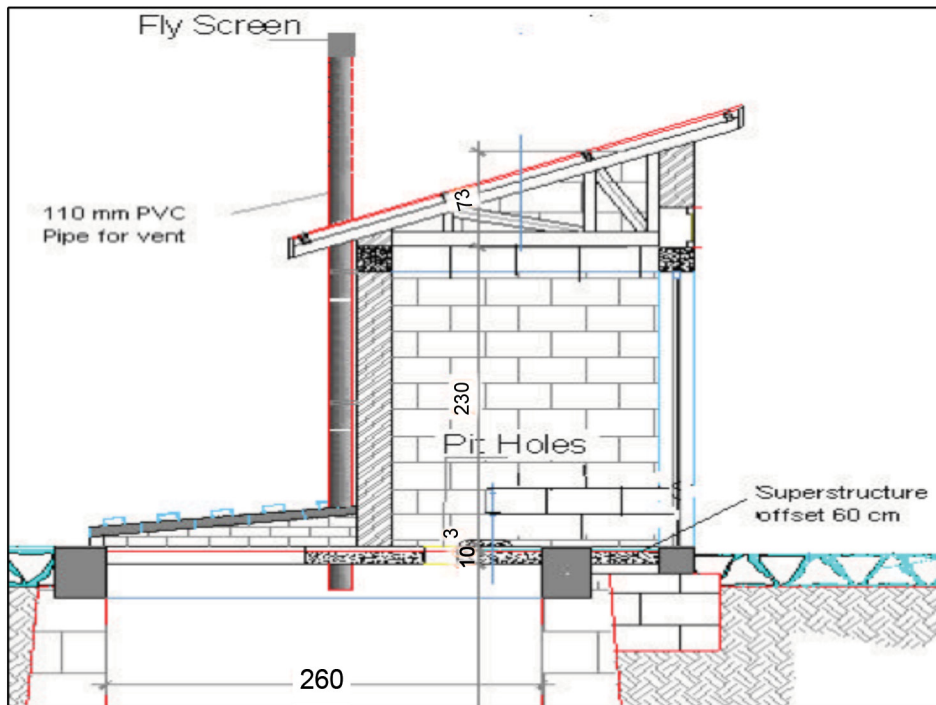 Fly Screen
73
110 mm PVC
Pipe for vent
230
Pit Holes
Superstructure
offset 60 cm
3
10
260